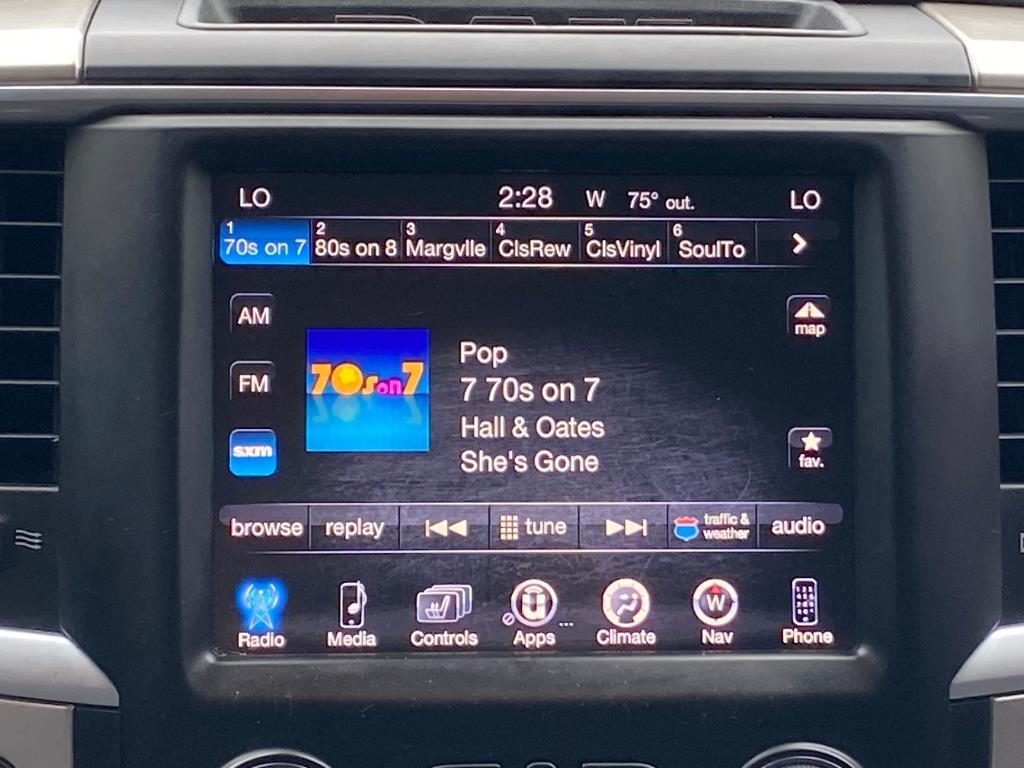 LO 2:28 W 75° out. LO
1 2 3 4 5 6
70s on 7 80s on 8 Margvlle ClsRew ClsVinyl SoulTo
AM
map
Pop
FM
70s on 7
7 70s on 7
Hall & Oates
sxm
She's Gone
fav.
browse replay tune traffic & weather audio
W
Radio Media Controls Apps Climate Nav Phone